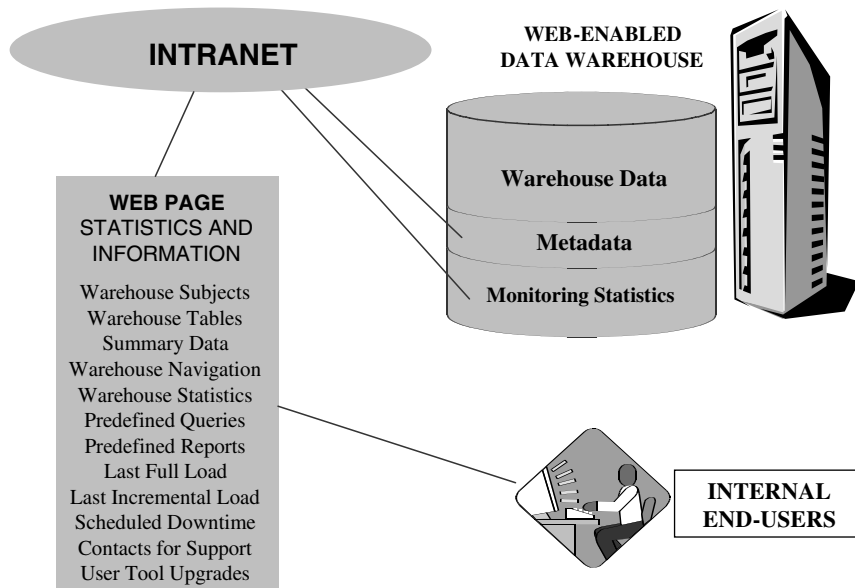 INTRANET
WEB-ENABLED
DATA WAREHOUSE
Warehouse Data
Metadata
Monitoring Statistics
WEB PAGE
STATISTICS AND
INFORMATION
Warehouse Subjects
Warehouse Tables
Summary Data
Warehouse Navigation
Warehouse Statistics
Predefined Queries
Predefined Reports
Last Full Load
Last Incremental Load
Scheduled Downtime
Contacts for Support
User Tool Upgrades
INTERNAL
END-USERS